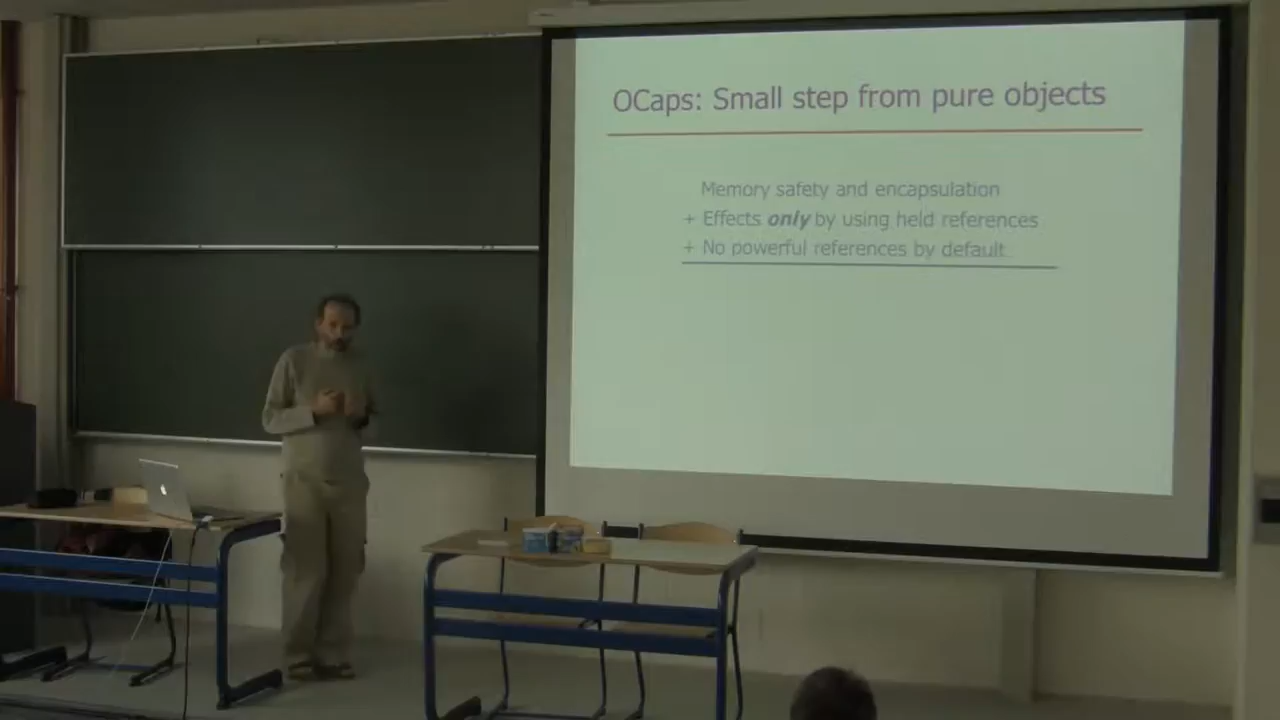 OCaps: Small step from pure objects
Memory safety and encapsulation
+ Effects only by using held references
+ No powerful references by default